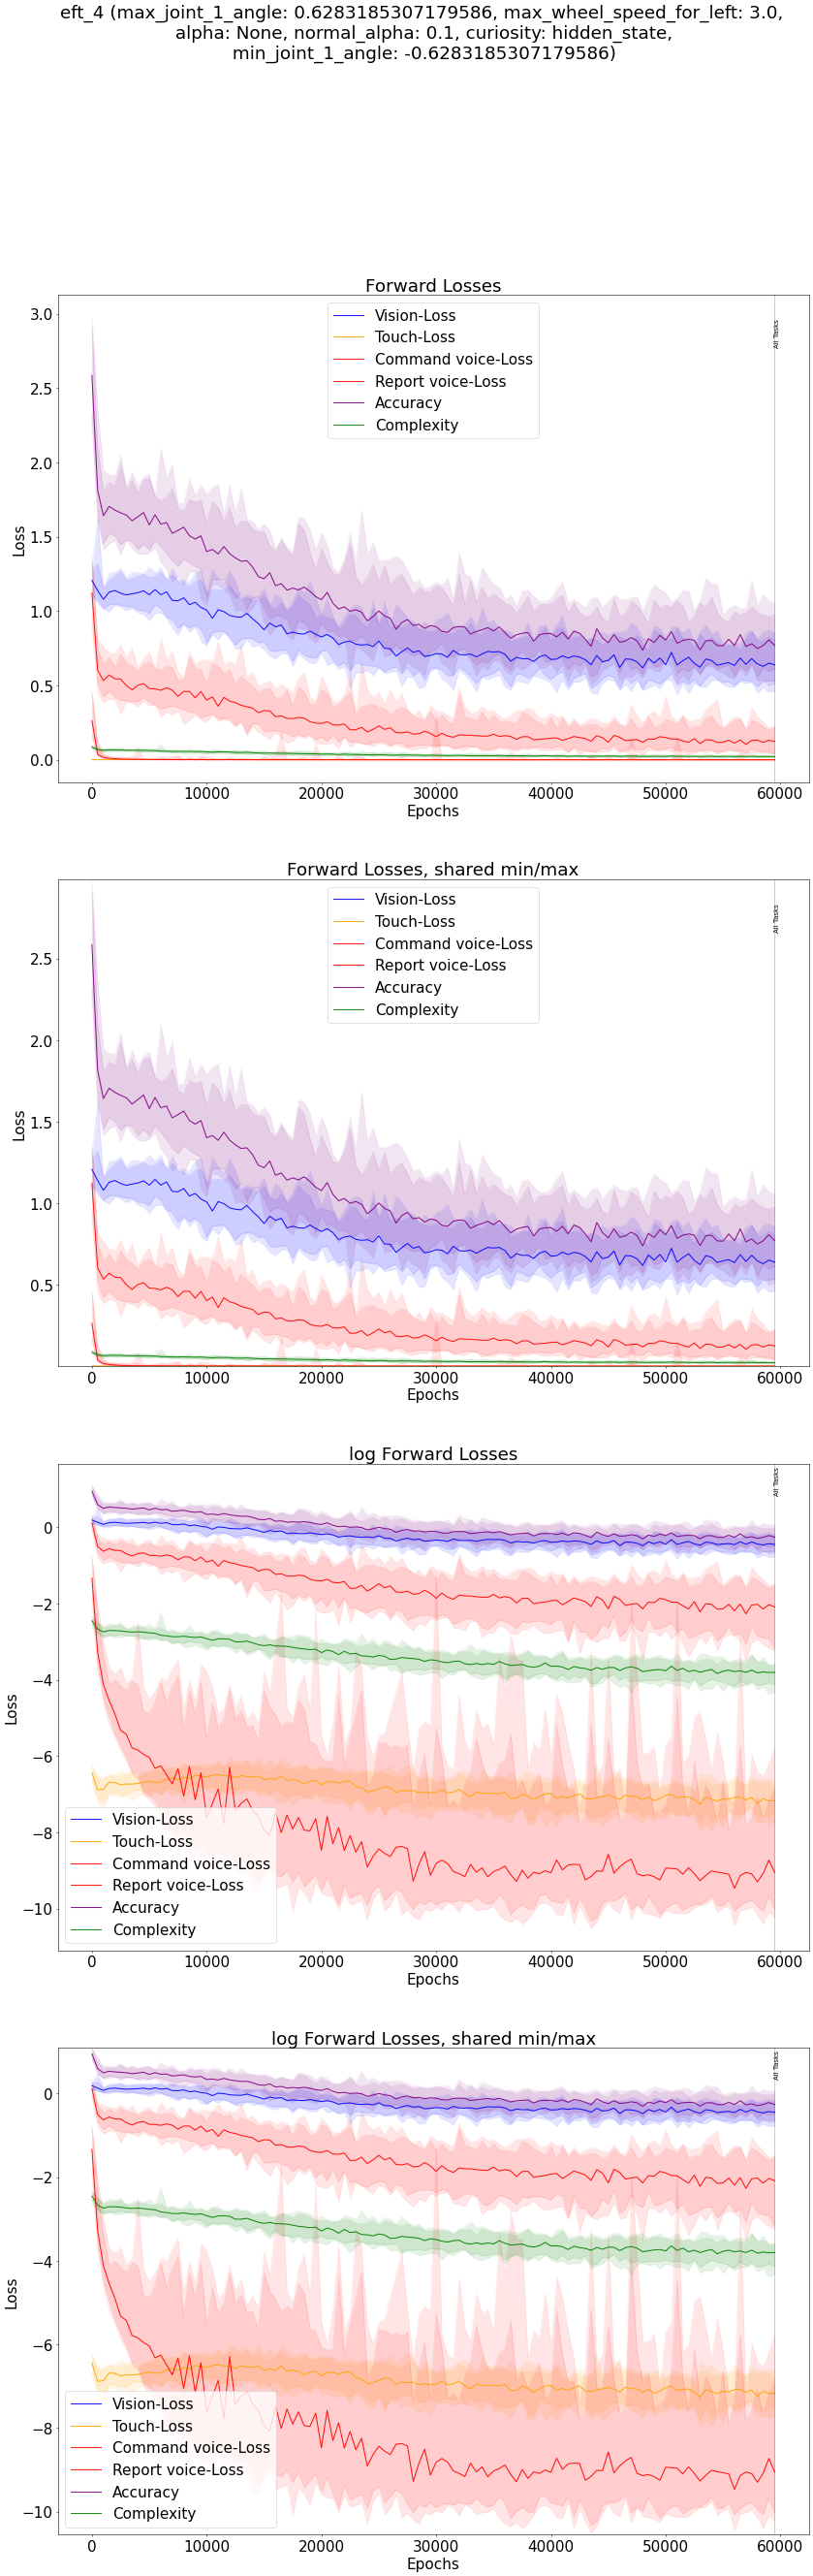 eft_4 (max_joint_1_angle: 0.6283185307179586, max_wheel_speed_for_left: 3.0,
alpha: None, normal_alpha: 0.1, curiosity: hidden_state,
min_joint_1_angle: -0.6283185307179586)
Forward Losses
Vision-Loss
Touch-Loss
Command voice-Loss
Report voice-Loss
Accuracy
Complexity
All Tasks
3.0
2.5
2.0
1.5
1.0
0.5
0.0
Loss
0 10000 20000 30000 40000 50000 60000
Epochs
Forward Losses, shared min/max
Vision-Loss
Touch-Loss
Command voice-Loss
Report voice-Loss
Accuracy
Complexity
All Tasks
2.5
2.0
1.5
1.0
0.5
Loss
0 10000 20000 30000 40000 50000 60000
Epochs
log Forward Losses
All Tasks
0
−2
−4
−6
−8
−10
Loss
Vision-Loss
Touch-Loss
Command voice-Loss
Report voice-Loss
Accuracy
Complexity
0 10000 20000 30000 40000 50000 60000
Epochs
log Forward Losses, shared min/max
All Tasks
0
−2
−4
−6
−8
−10
Loss
Vision-Loss
Touch-Loss
Command voice-Loss
Report voice-Loss
Accuracy
Complexity
0 10000 20000 30000 40000 50000 60000
Epochs